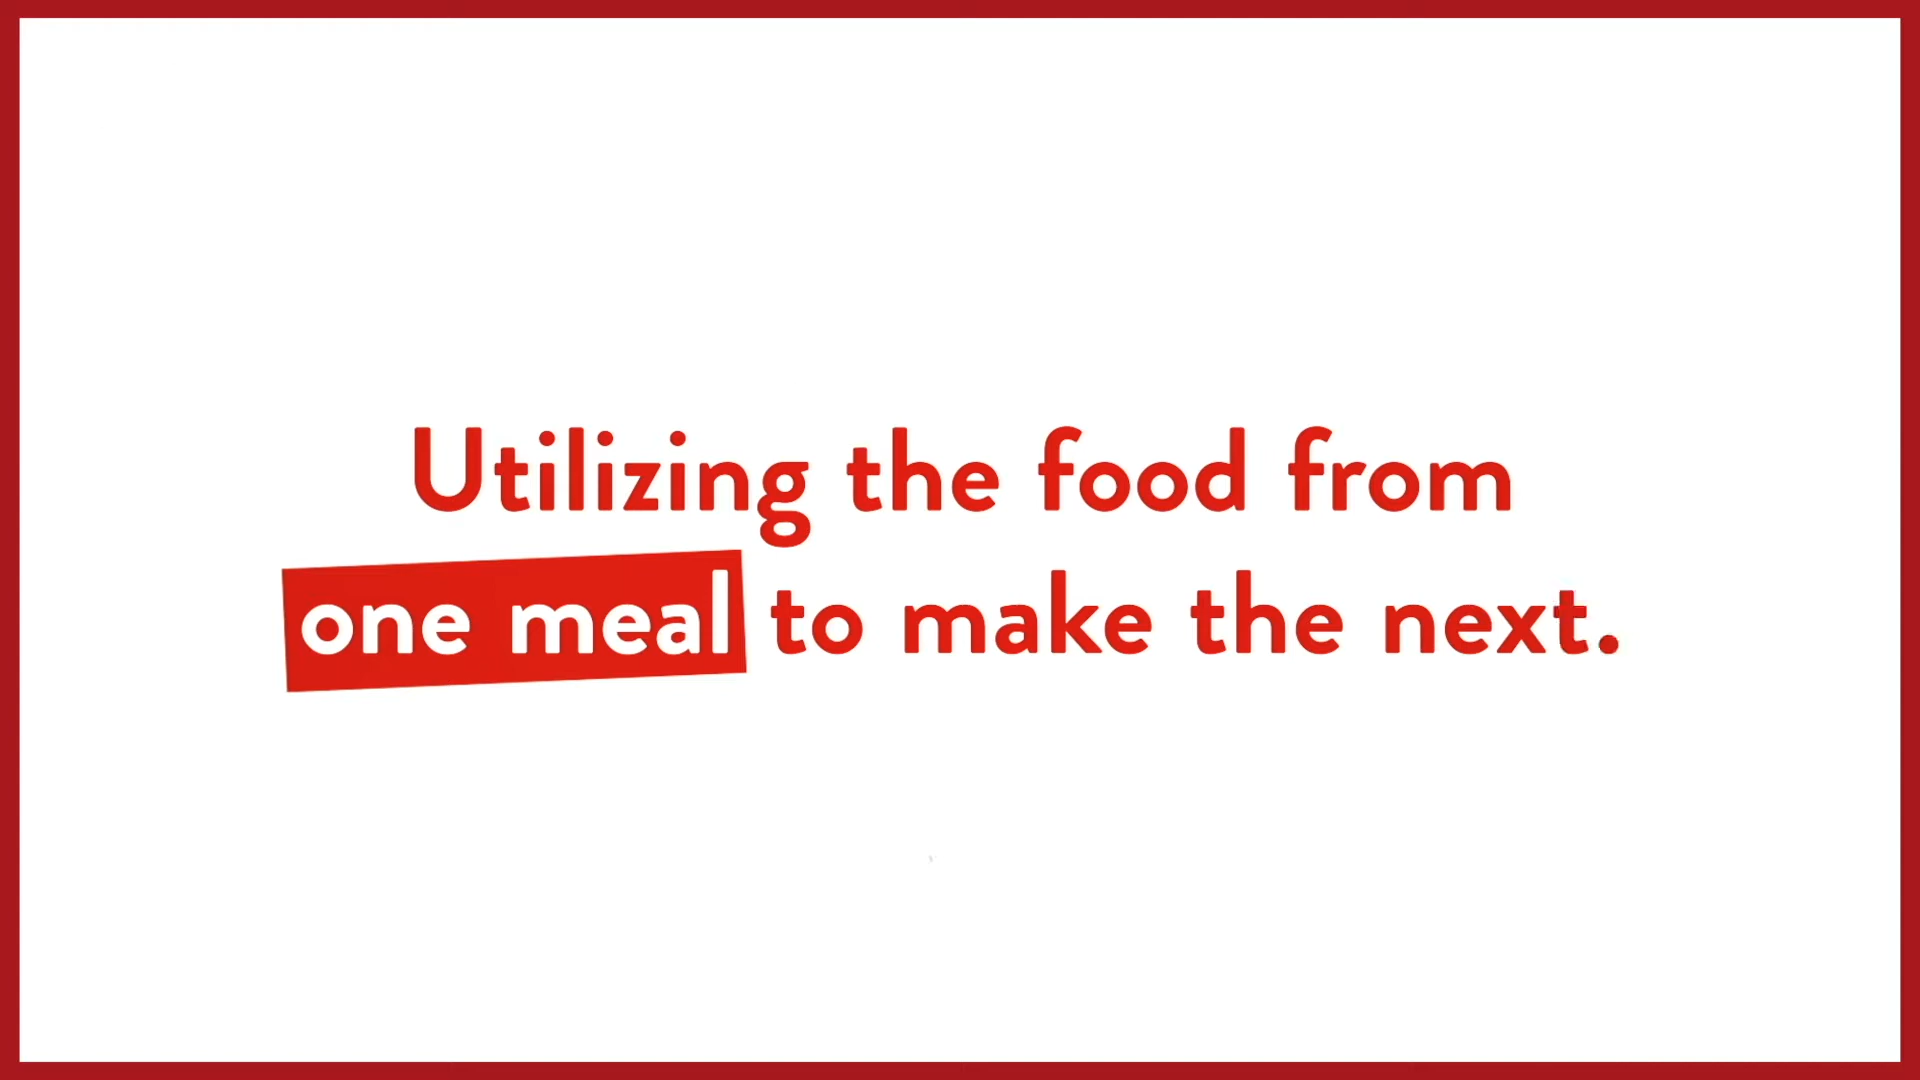 Utilizing the food from
one meal to make the next.